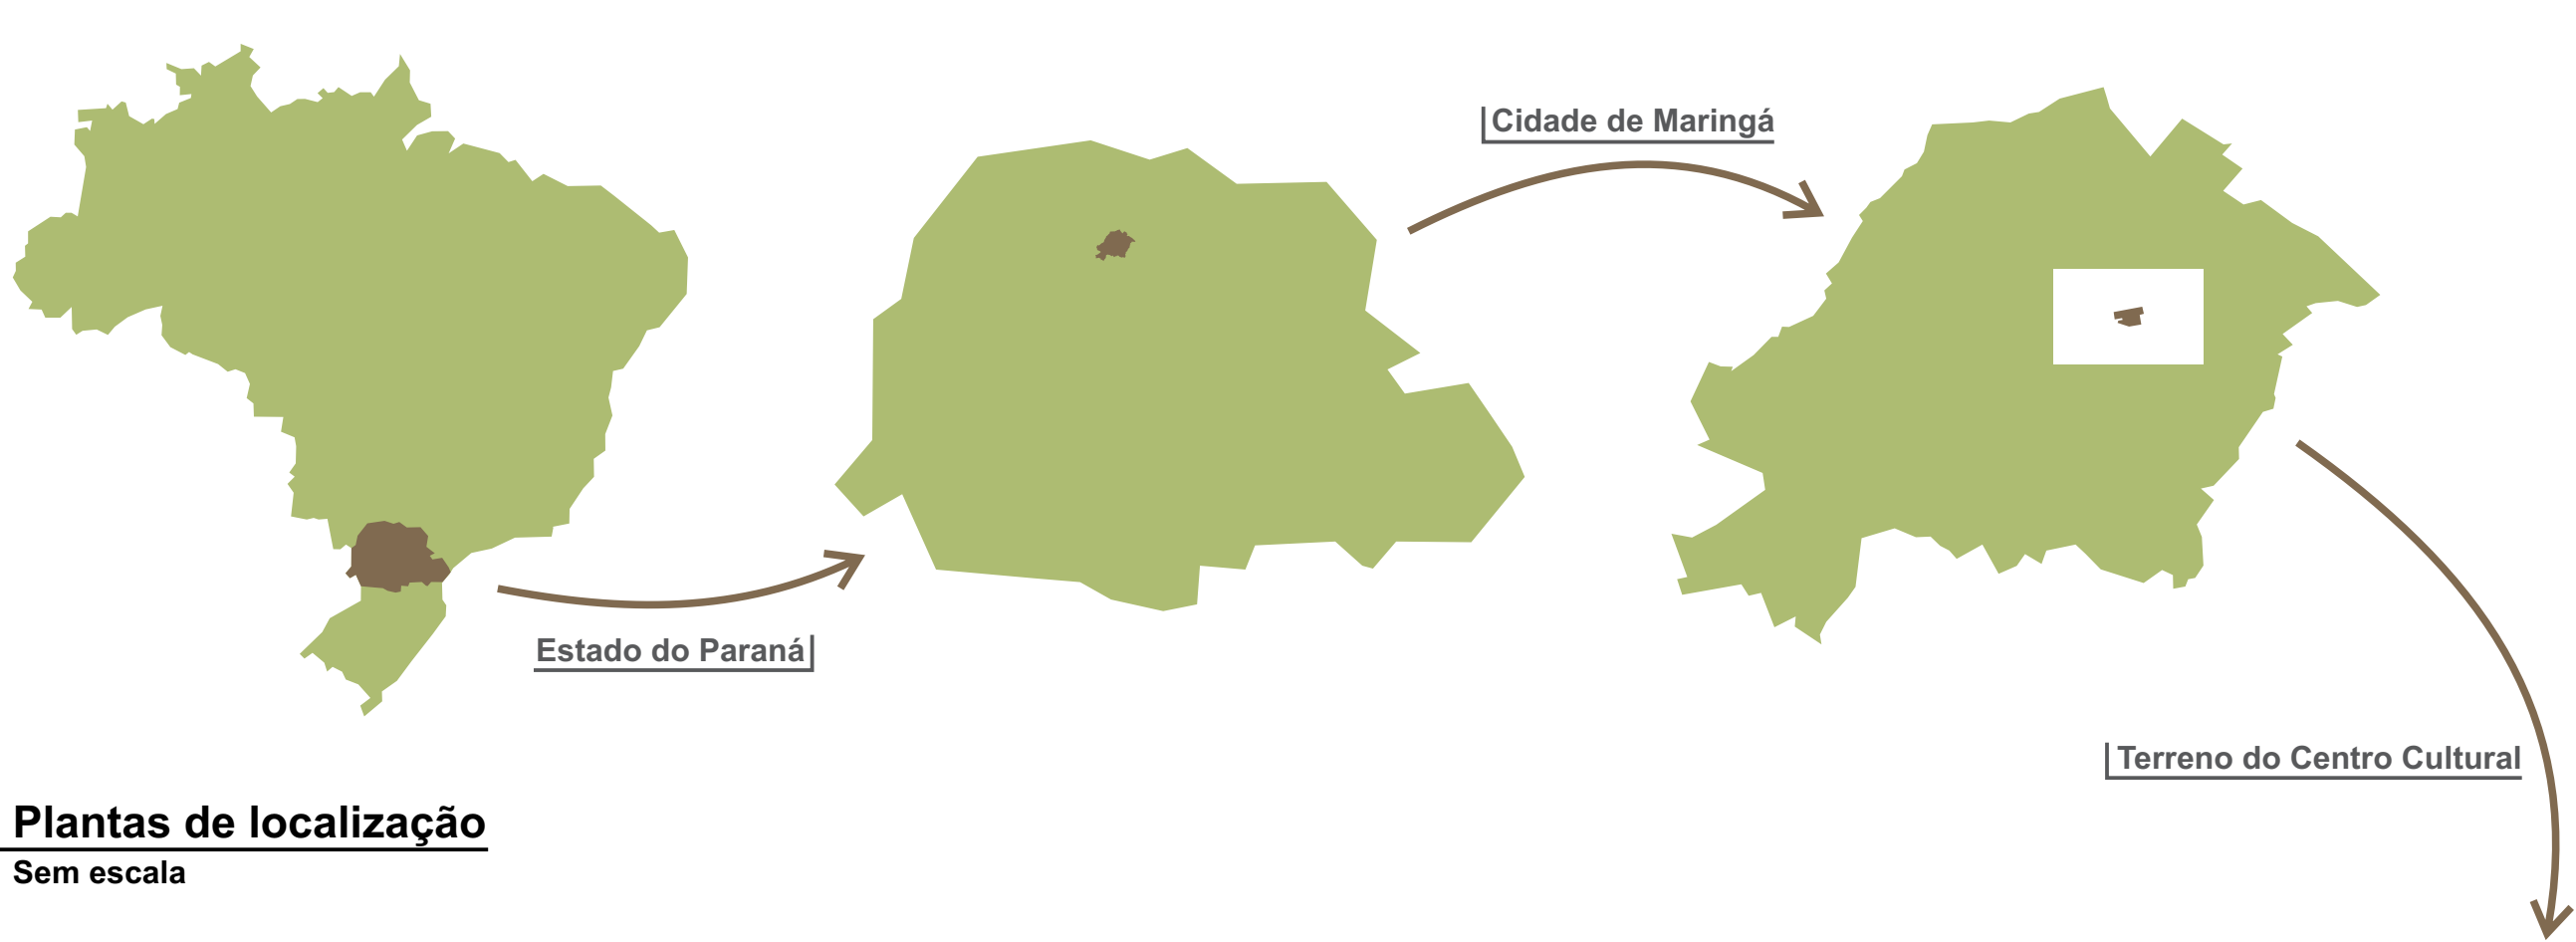 Cidade de Maringá
Estado do Paraná
Terreno do Centro Cultural
Plantas de localização
Sem escala